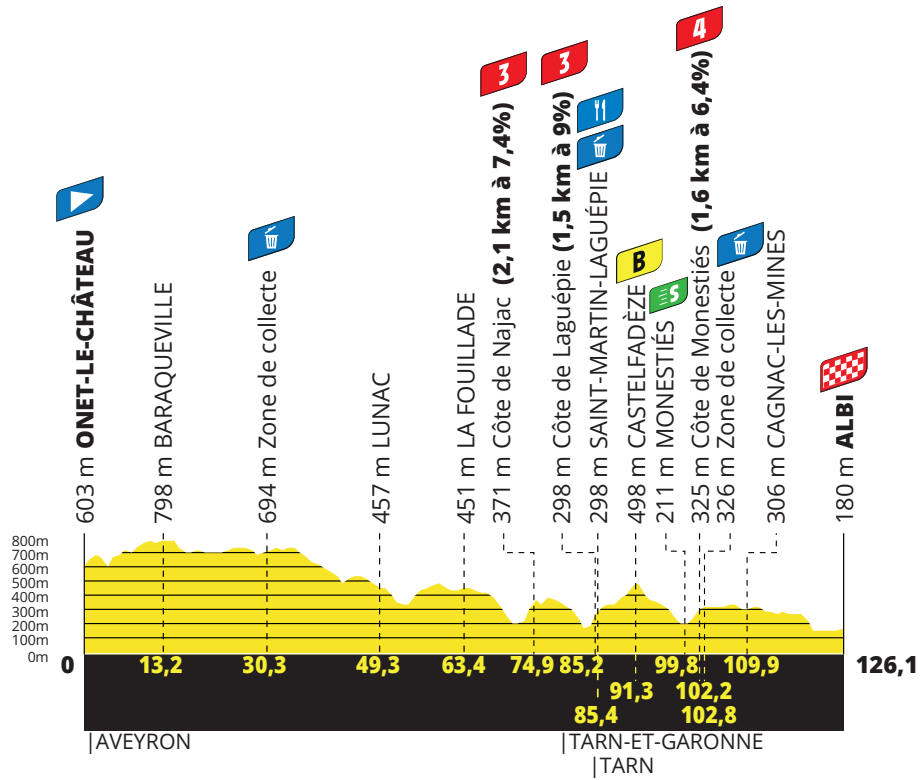 4
3
3
(1,6 km à 6,4%)
(2,1 km à 7,4%)
(1,5 km à 9%)
B
S
603 m ONET-LE-CHÂTEAU
798 m BARAQUEVILLE
694 m Zone de collecte
457 m LUNAC
451 m LA FOUILLADE
371 m Côte de Najac
298 m Côte de Laguépie
298 m SAINT-MARTIN-LAGUÉPIE
498 m CASTELFADÈZE
211 m MONESTIÉS
325 m Côte de Monestiés
326 m Zone de collecte
306 m CAGNAC-LES-MINES
180 m ALBI
800m
700m
600m
500m
400m
300m
200m
100m
0m
0 13,2 30,3 49,3 63,4 74,9 85,2 99,8 109,9 126,1
91,3 102,2
85,4 102,8
|AVEYRON |TARN-ET-GARONNE
|TARN